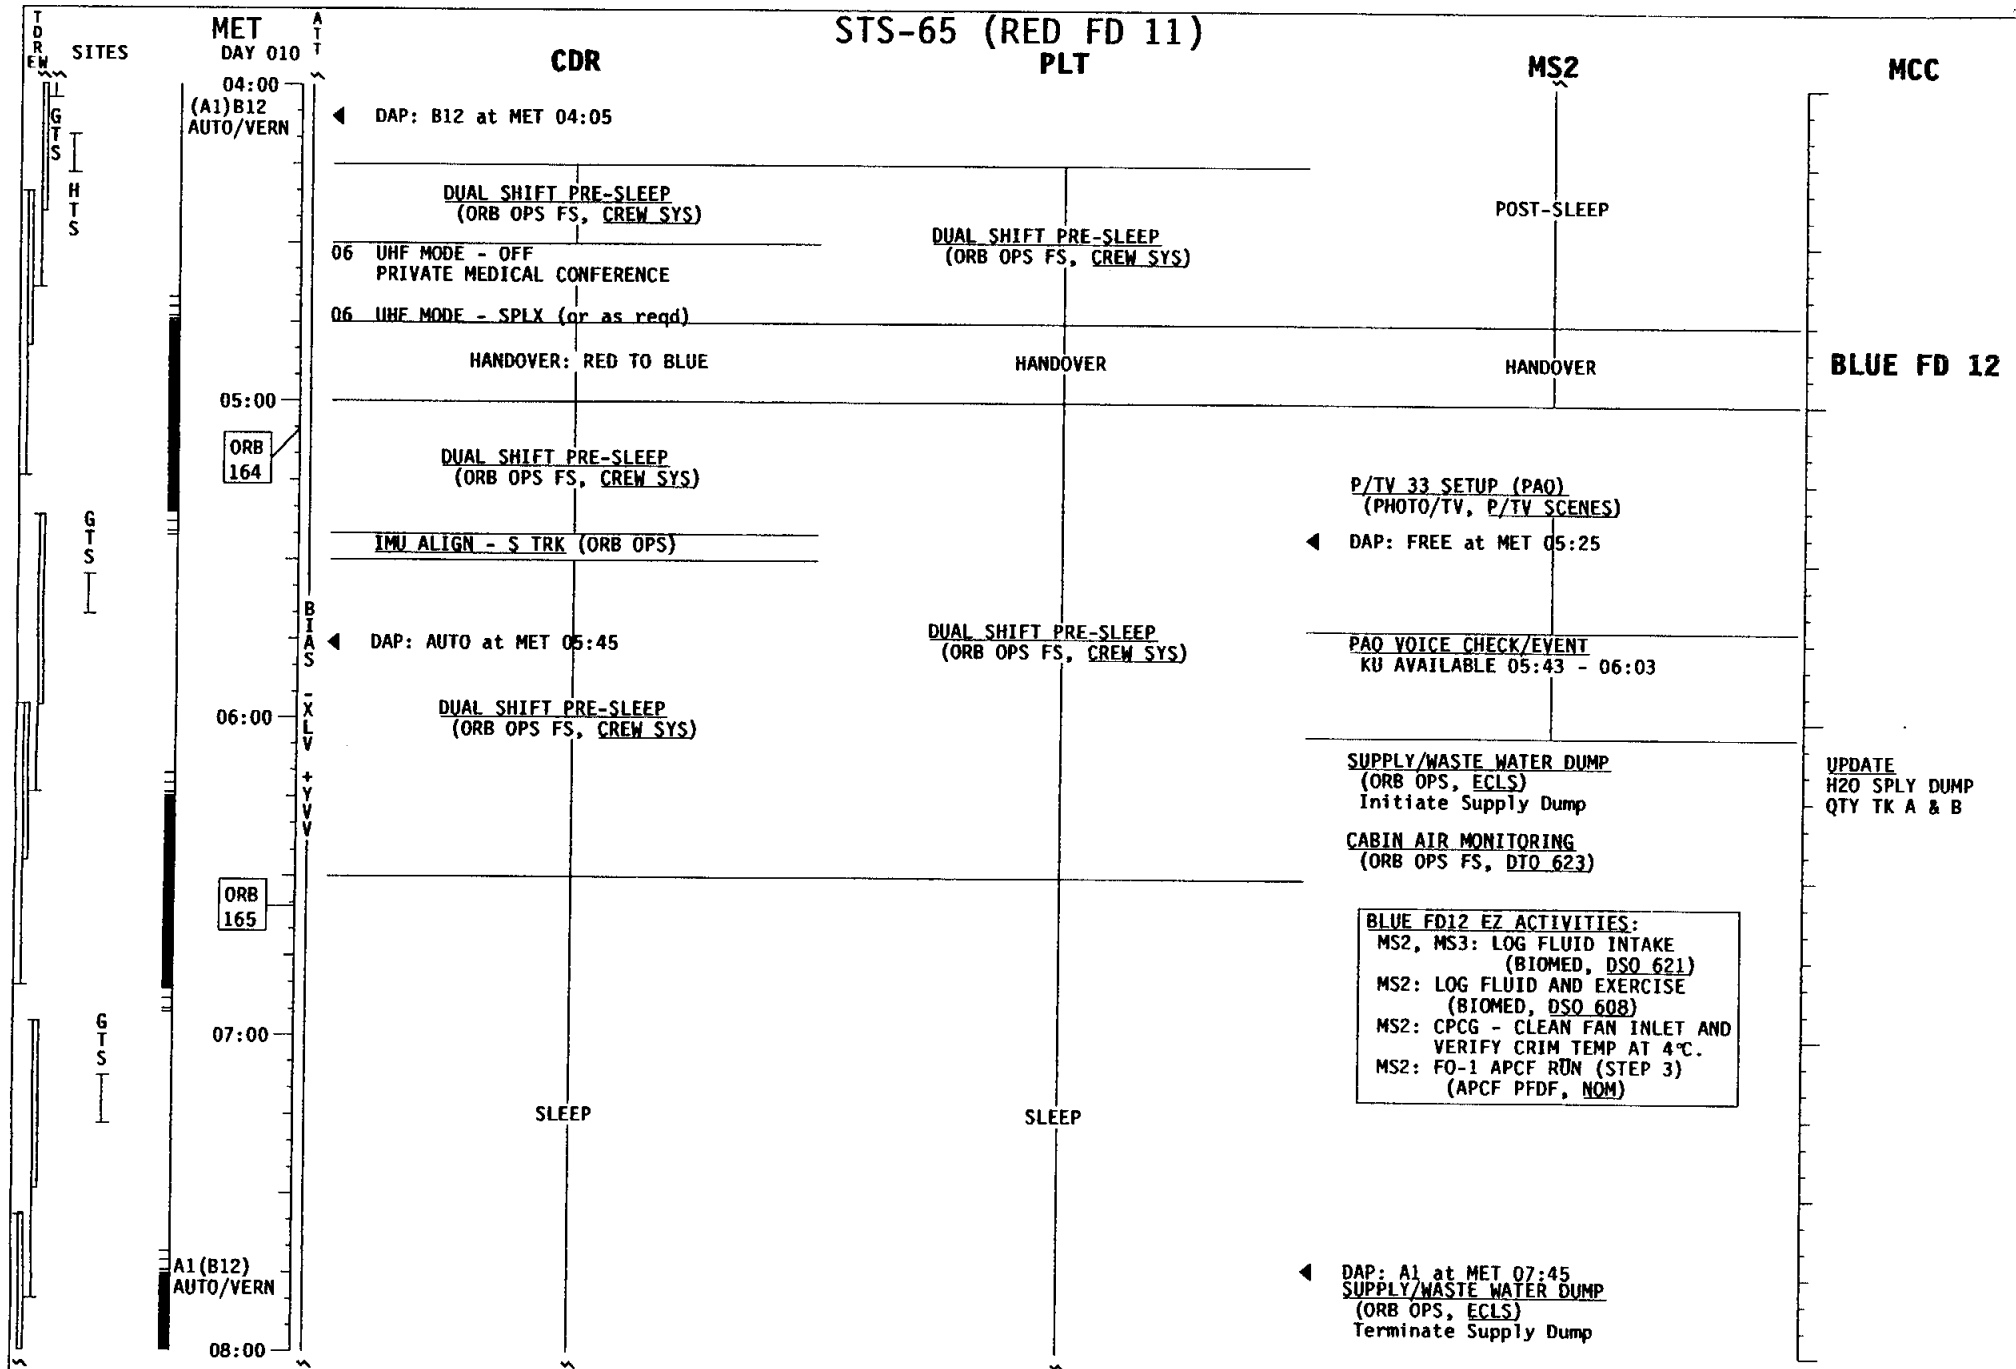 STS-65 (RED FD 11)
TDRE W
SITES
MET
DAY 010
ATT
CDR
PLT
MS2
MCC
04:00
(A1)B12
AUTO/VERN
GTS
HTS
◀ DAP: B12 at MET 04:05
DUAL SHIFT PRE-SLEEP
(ORB OPS FS, CREW SYS)
06 UHF MODE - OFF
PRIVATE MEDICAL CONFERENCE
06 UHF MODE - SPLX (or as reqd)
DUAL SHIFT PRE-SLEEP
(ORB OPS FS, CREW SYS)
POST-SLEEP
HANDOVER: RED TO BLUE
HANDOVER
HANDOVER
BLUE FD 12
05:00
ORB
164
DUAL SHIFT PRE-SLEEP
(ORB OPS FS, CREW SYS)
P/TV 33 SETUP (PAO)
(PHOTO/TV, P/TV SCENES)
GTS
IMU ALIGN - S TRK (ORB OPS)
◀ DAP: FREE at MET 05:25
BIAS -XLV +YVV
◀ DAP: AUTO at MET 05:45
DUAL SHIFT PRE-SLEEP
(ORB OPS FS, CREW SYS)
PAO VOICE CHECK/EVENT
KU AVAILABLE 05:43 - 06:03
06:00
DUAL SHIFT PRE-SLEEP
(ORB OPS FS, CREW SYS)
SUPPLY/WASTE WATER DUMP
(ORB OPS, ECLS)
Initiate Supply Dump
UPDATE
H2O SPLY DUMP
QTY TK A & B
CABIN AIR MONITORING
(ORB OPS FS, DTO 623)
ORB
165
BLUE FD12 EZ ACTIVITIES:
MS2, MS3: LOG FLUID INTAKE
(BIOMED, DSO 621)
MS2: LOG FLUID AND EXERCISE
(BIOMED, DSO 608)
MS2: CPCG - CLEAN FAN INLET AND
VERIFY CRIM TEMP AT 4°C.
MS2: FO-1 APCF RUN (STEP 3)
(APCF PFDF, NOM)
GTS
07:00
SLEEP
SLEEP
A1(B12)
AUTO/VERN
◀ DAP: A1 at MET 07:45
SUPPLY/WASTE WATER DUMP
(ORB OPS, ECLS)
Terminate Supply Dump
08:00